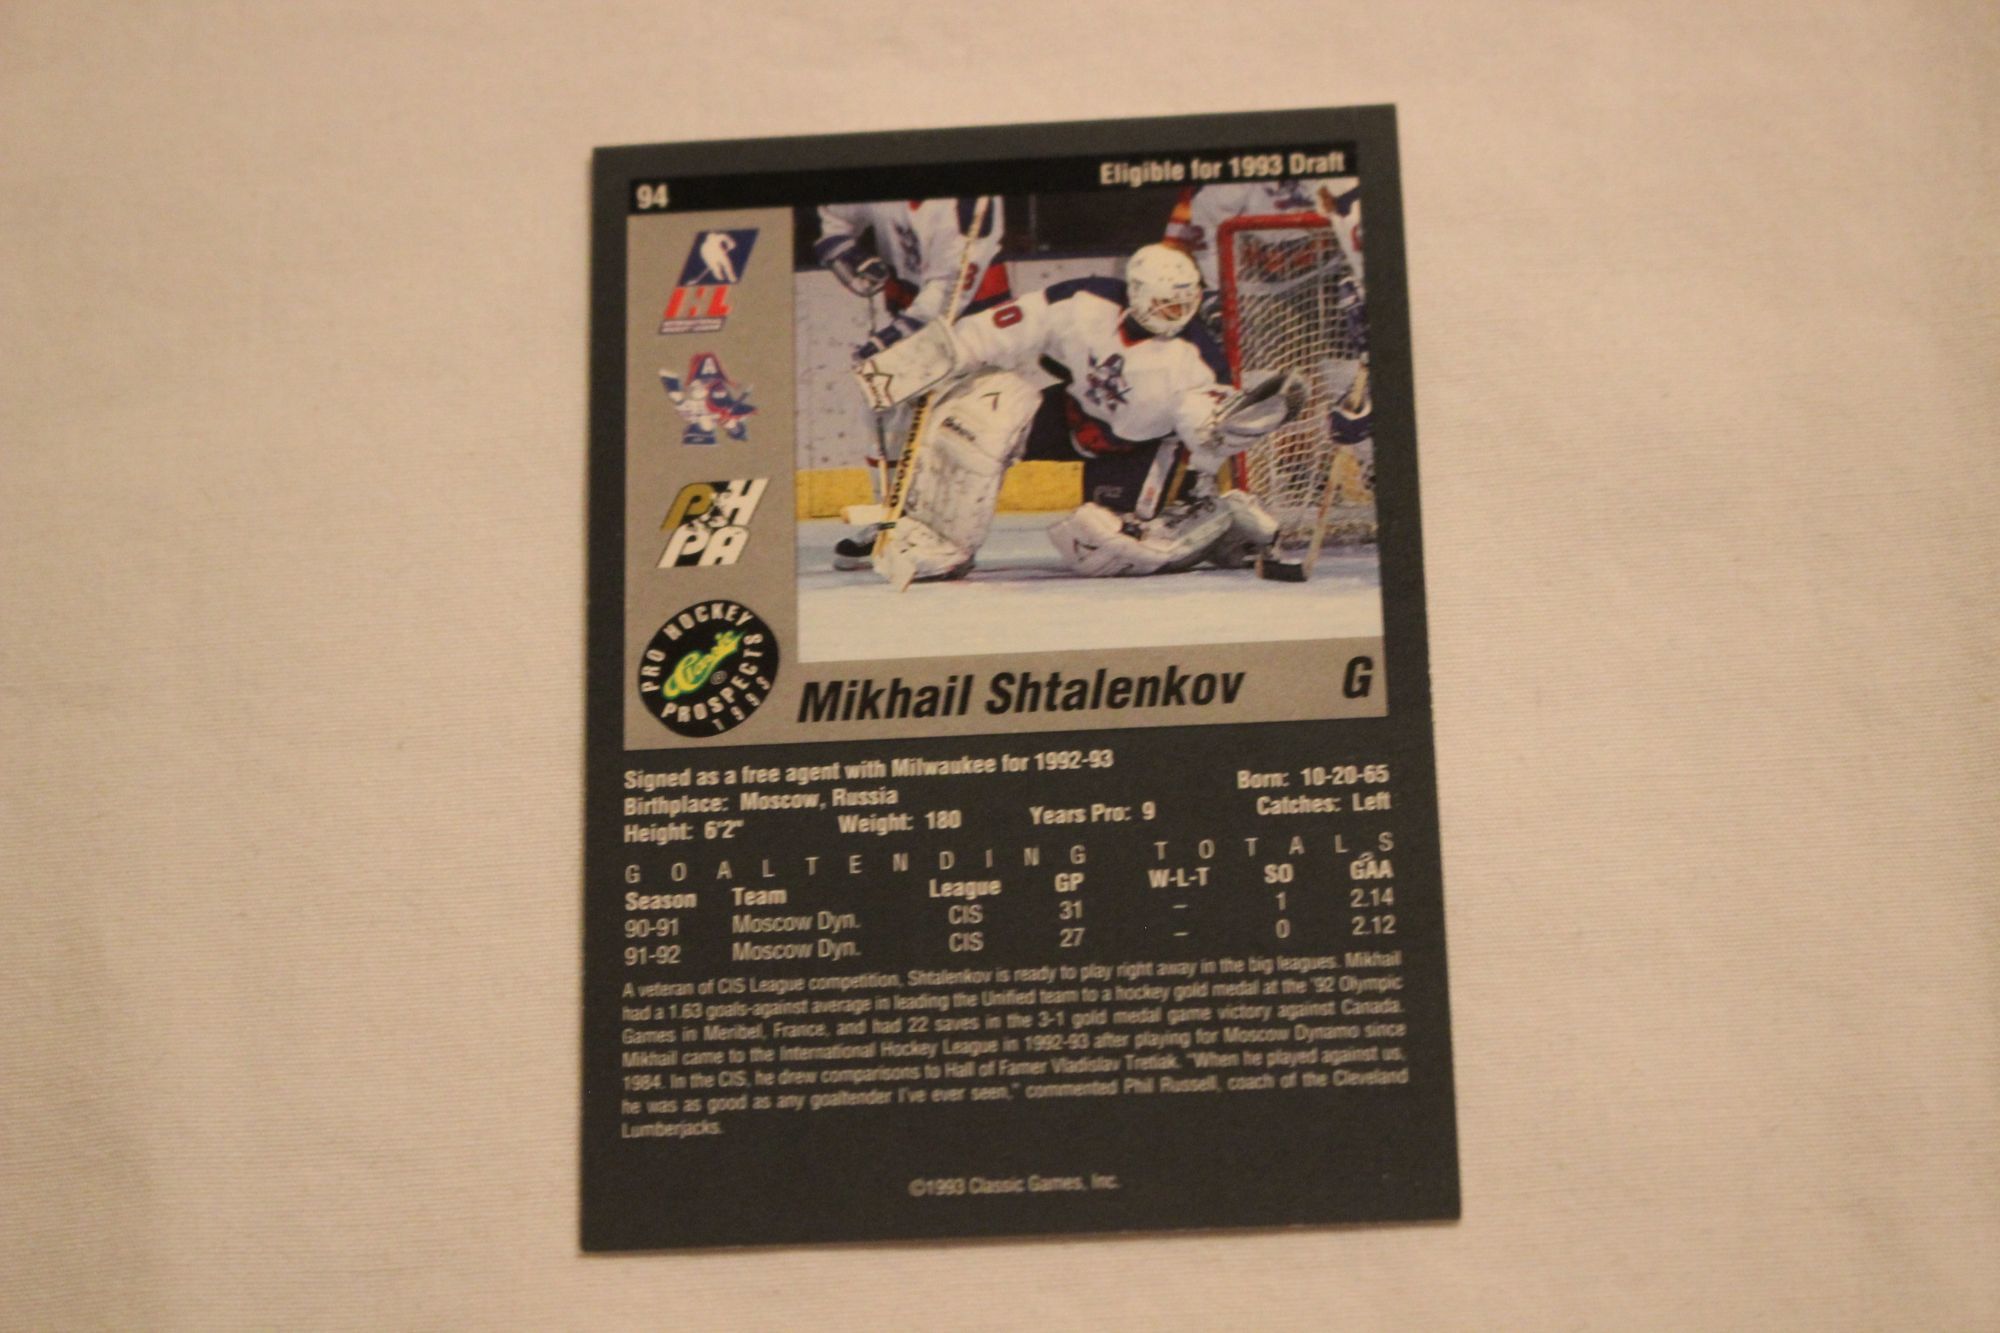 94
Eligible for 1993 Draft
IHL
A
PHPA
PRO HOCKEY PROSPECTS 1993
Classic
Mikhail Shtalenkov G
Signed as a free agent with Milwaukee for 1992-93
Birthplace: Moscow, Russia Born: 10-20-65
Height: 6'2" Weight: 180 Years Pro: 9 Catches: Left
GOALTENDING TOTALS
Season Team League GP W-L-T SO GAA
90-91 Moscow Dyn. CIS 31 – 1 2.14
91-92 Moscow Dyn. CIS 27 – 0 2.12
A veteran of CIS League competition, Shtalenkov is ready to play right away in the big leagues. Mikhail
had a 1.63 goals-against average in leading the Unified team to a hockey gold medal at the '92 Olympic
Games in Meribel, France, and had 22 saves in the 3-1 gold medal game victory against Canada.
Mikhail came to the International Hockey League in 1992-93 after playing for Moscow Dynamo since
1984. In the CIS, he drew comparisons to Hall of Famer Vladislav Tretiak. "When he played against us,
he was as good as any goaltender I've ever seen," commented Phil Russell, coach of the Cleveland
Lumberjacks.
©1993 Classic Games, Inc.